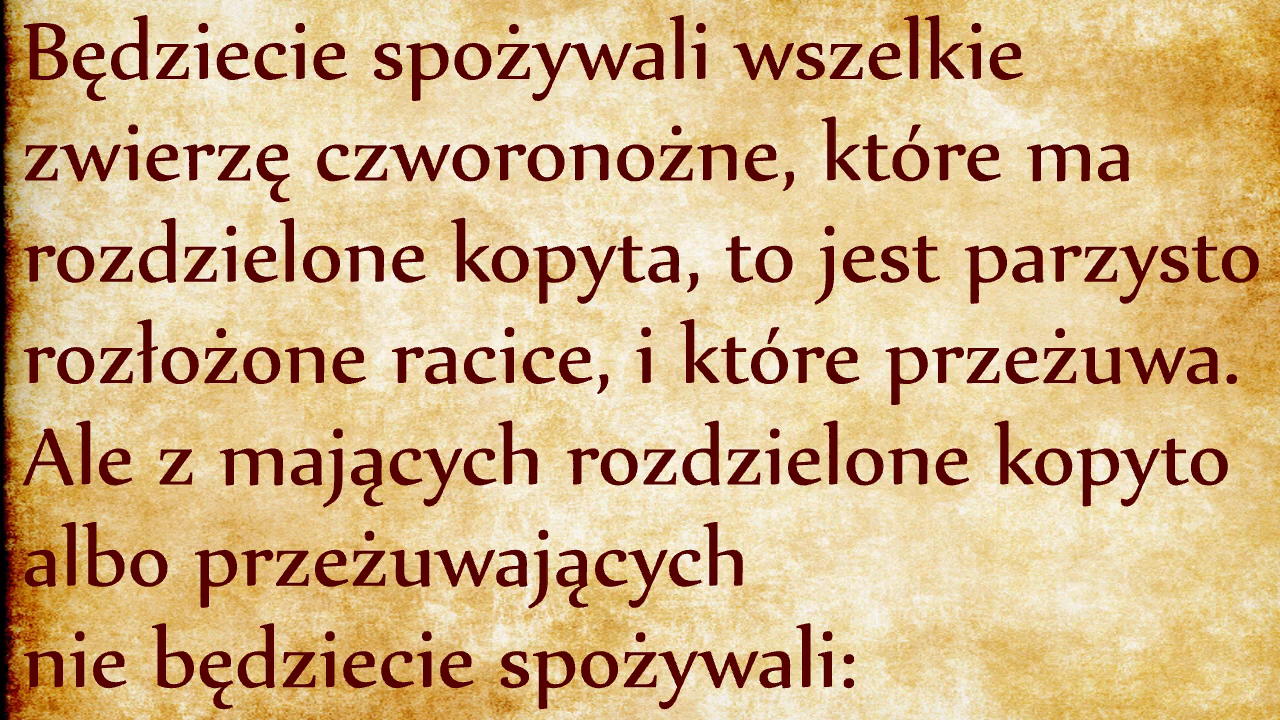 Będziecie spożywali wszelkie
zwierzę czworonożne, które ma
rozdzielone kopyta, to jest parzysto
rozłożone racice, i które przeżuwa.
Ale z mających rozdzielone kopyto
albo przeżuwających
nie będziecie spożywali: